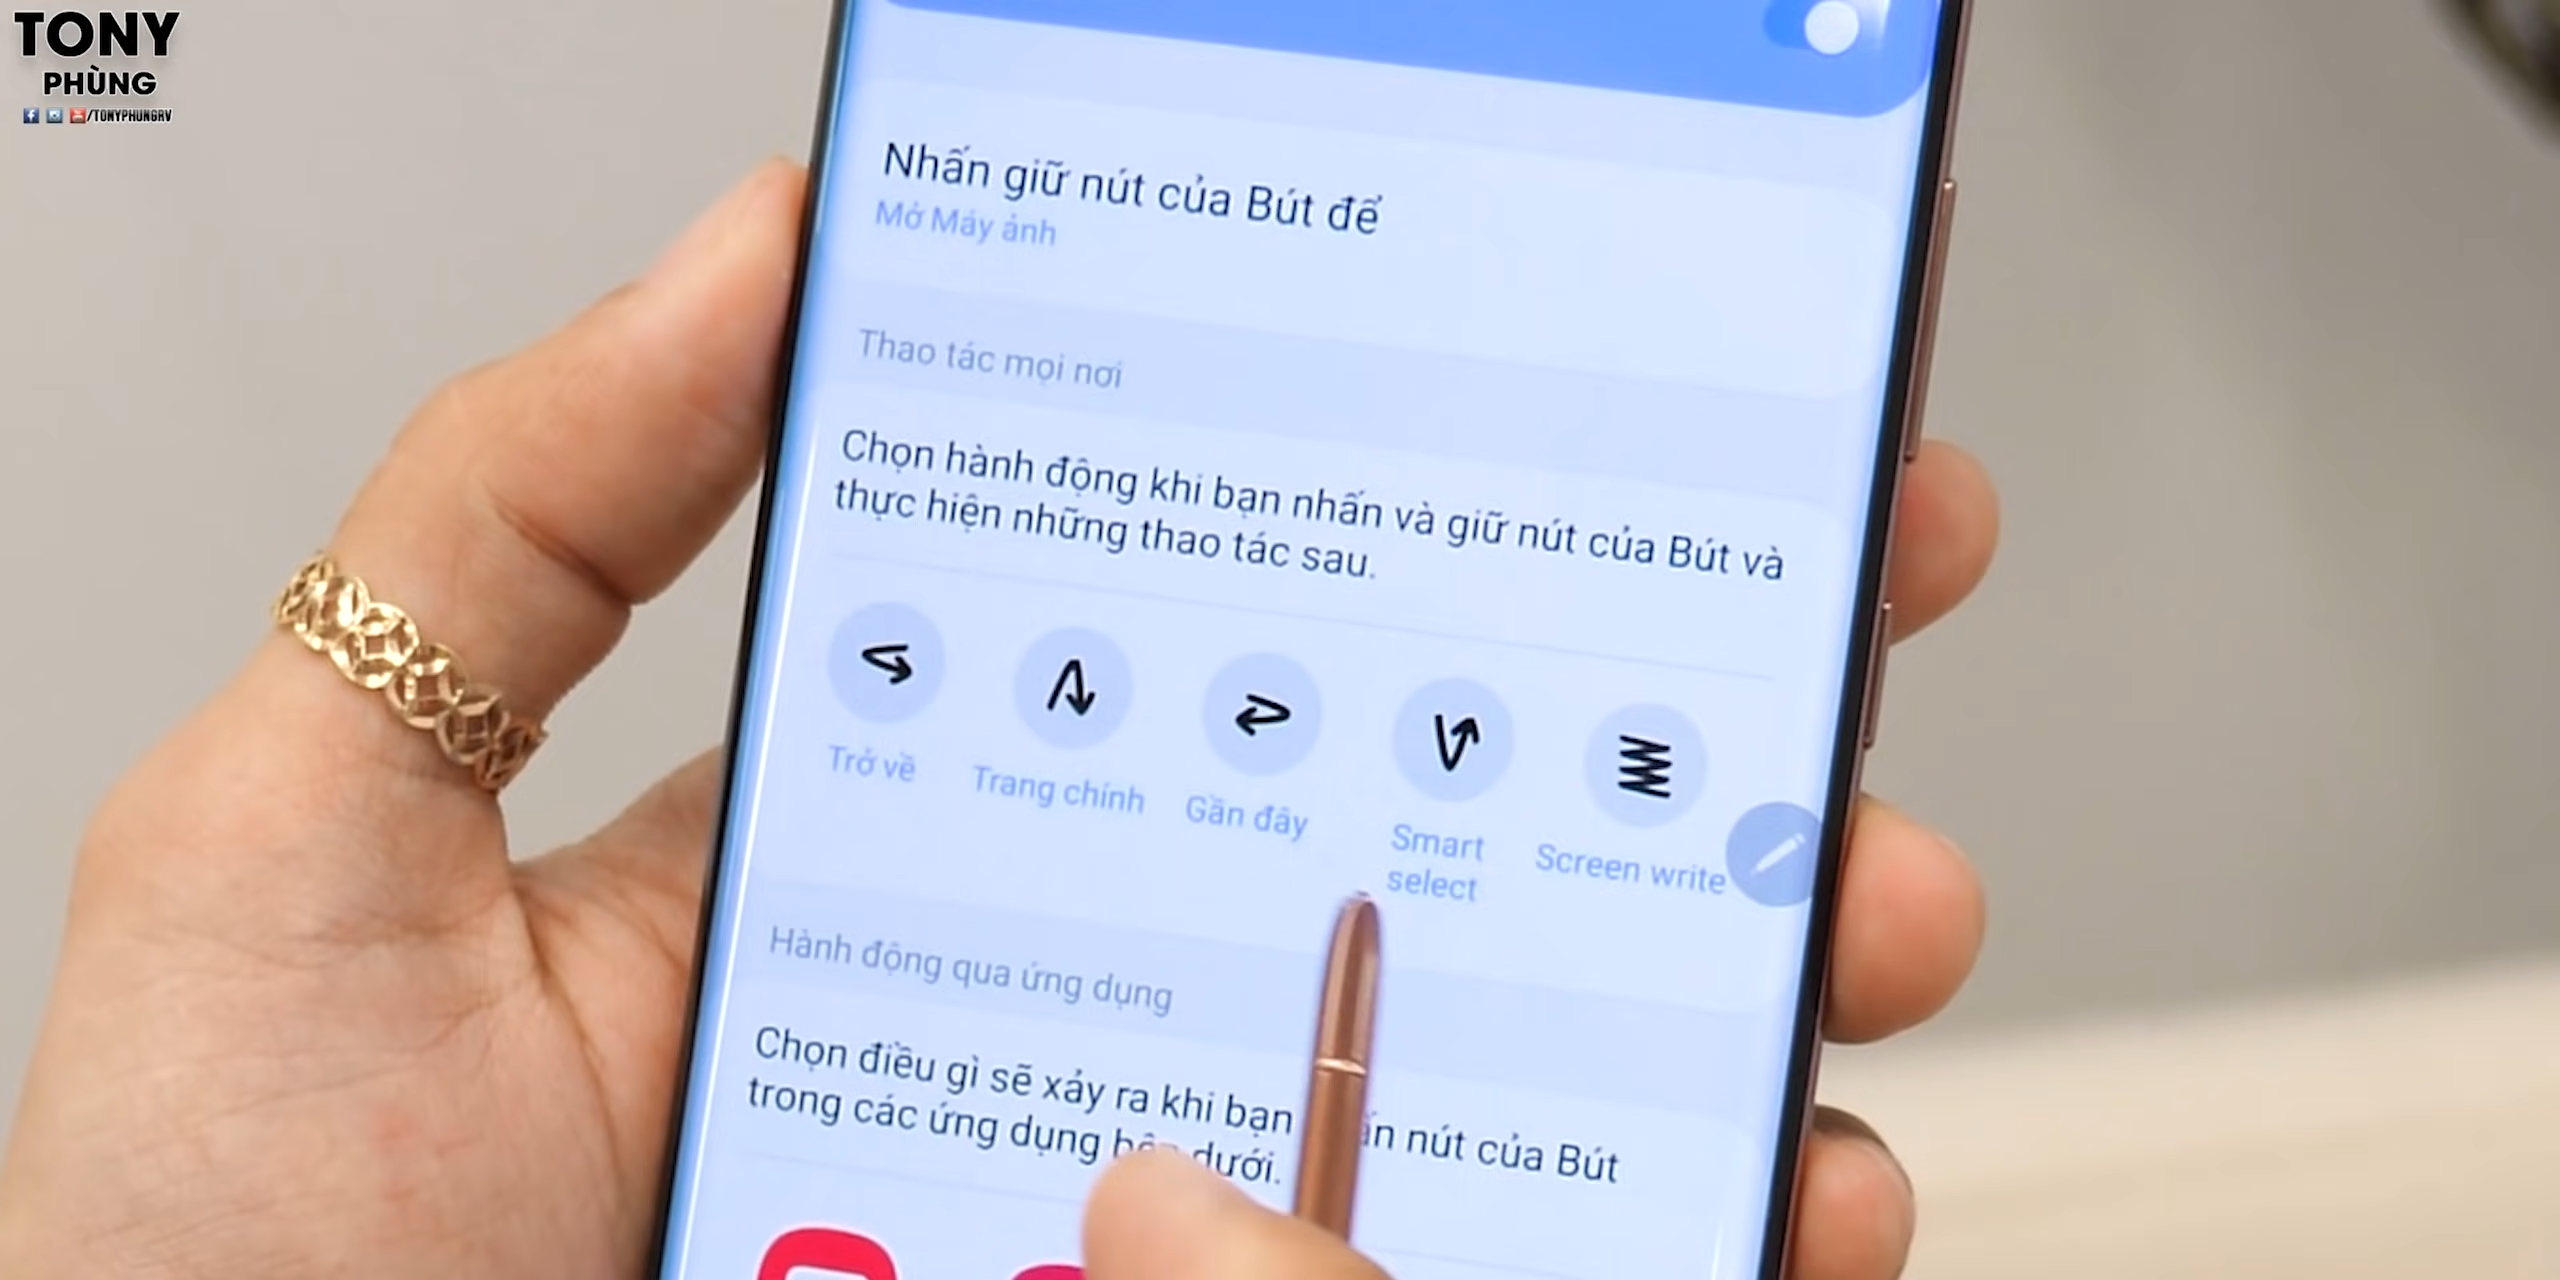 TONY
PHÙNG
/TONYPHUNGRV
Nhấn giữ nút của Bút để
Mở Máy ảnh
Thao tác mọi nơi
Chọn hành động khi bạn nhấn và giữ nút của Bút và
thực hiện những thao tác sau.
Trở về
Trang chính
Gần đây
Smart
select
Screen write
Hành động qua ứng dụng
Chọn điều gì sẽ xảy ra khi bạn nút của Bút
trong các ứng dụng dưới.